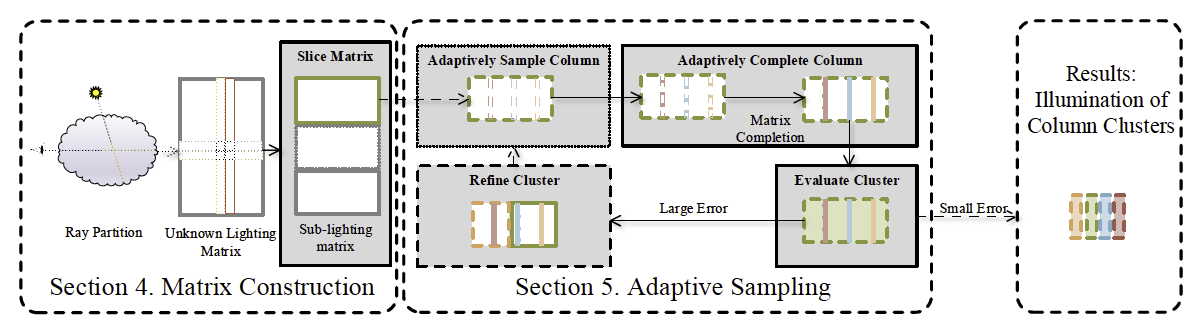 Slice Matrix
Ray Partition
Unknown Lighting
Matrix
Sub-lighting
matrix
Section 4. Matrix Construction
Adaptively Sample Column
Adaptively Complete Column
Matrix
Completion
Refine Cluster
Large Error
Evaluate Cluster
Small Error
Section 5. Adaptive Sampling
Results:
Illumination of
Column Clusters